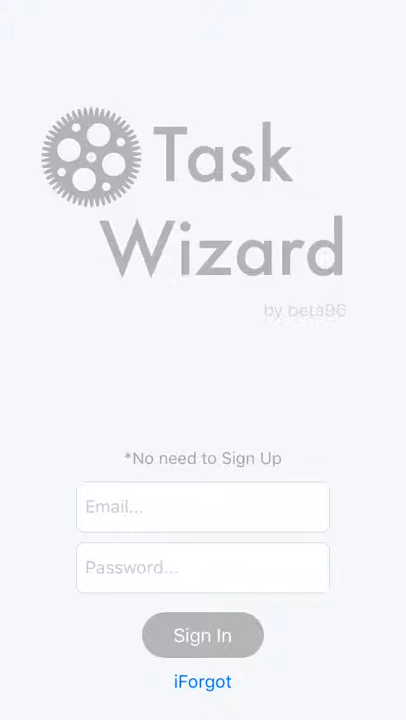 Task
Wizard
by beta96
*No need to Sign Up
Email...
Password...
Sign In
iForgot